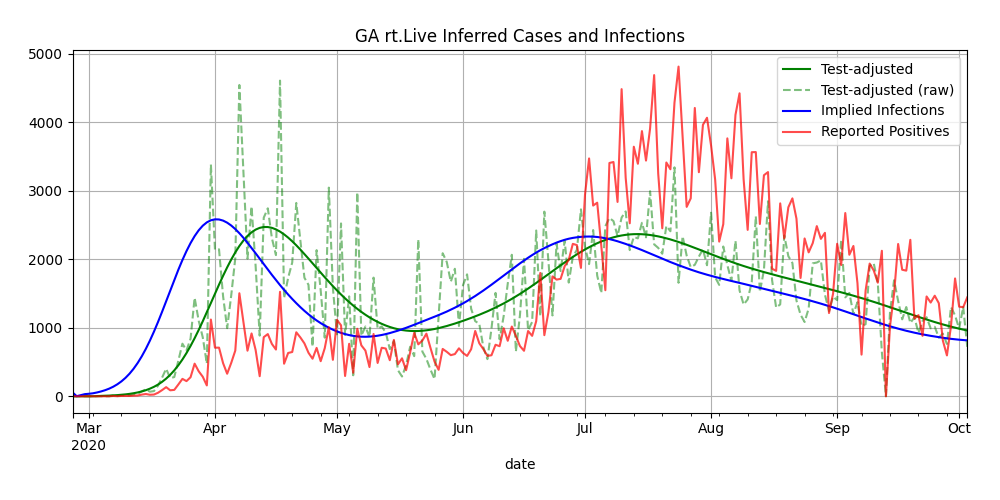 GA rt.Live Inferred Cases and Infections
5000
4000
3000
2000
1000
0
Test-adjusted
Test-adjusted (raw)
Implied Infections
Reported Positives
Mar Apr May Jun Jul Aug Sep Oct
2020
date